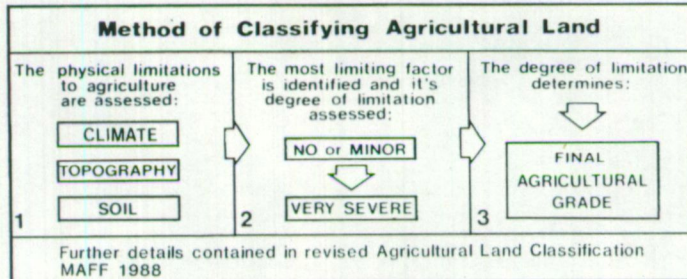 Method of Classifying Agricultural Land
The physical limitations
to agriculture
are assessed:
CLIMATE
TOPOGRAPHY
SOIL
1
The most limiting factor
is identified and it's
degree of limitation
assessed:
NO or MINOR
VERY SEVERE
2
The degree of limitation
determines:
FINAL
AGRICULTURAL
GRADE
3
Further details contained in revised Agricultural Land Classification
MAFF 1988